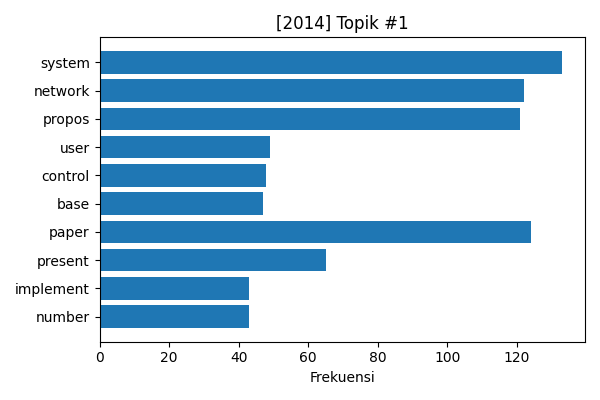 [2014] Topik #1
system
network
propos
user
control
base
paper
present
implement
number
0 20 40 60 80 100 120
Frekuensi